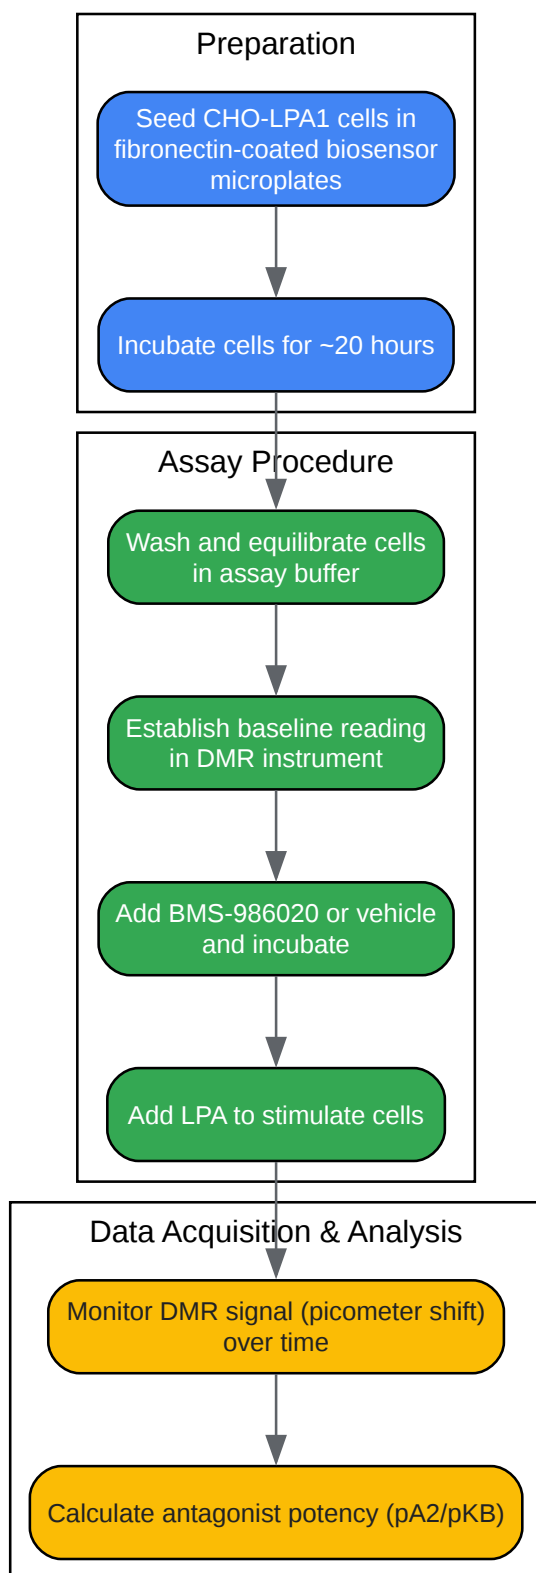 Preparation
Seed CHO-LPA1 cells in
fibronectin-coated biosensor
microplates
Incubate cells for ~20 hours
Assay Procedure
Wash and equilibrate cells
in assay buffer
Establish baseline reading
in DMR instrument
Add BMS-986020 or vehicle
and incubate
Add LPA to stimulate cells
Data Acquisition & Analysis
Monitor DMR signal (picometer shift)
over time
Calculate antagonist potency (pA2/pKB)